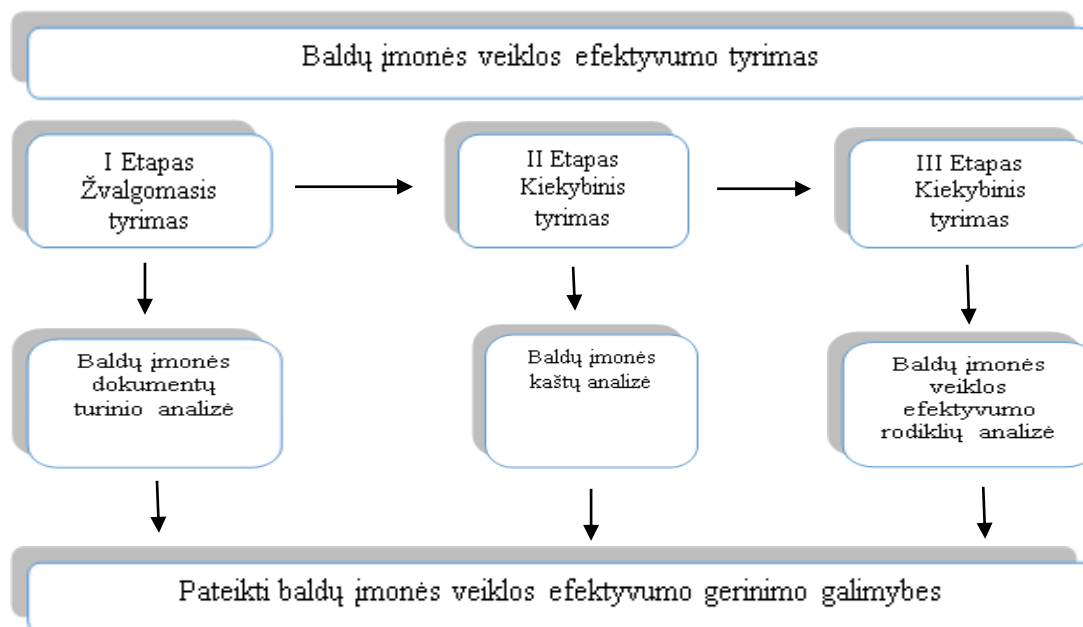 Baldų įmonės veiklos efektyvumo tyrimas
I Etapas
Žvalgomasis
tyrimas
II Etapas
Kiekybinis
tyrimas
III Etapas
Kiekybinis
tyrimas
Baldų įmonės
dokumentų
turinio analizė
Baldų įmonės
kaštų analizė
Baldų įmonės
veiklos
efektyvumo
rodiklių analizė
Pateikti baldų įmonės veiklos efektyvumo gerinimo galimybes